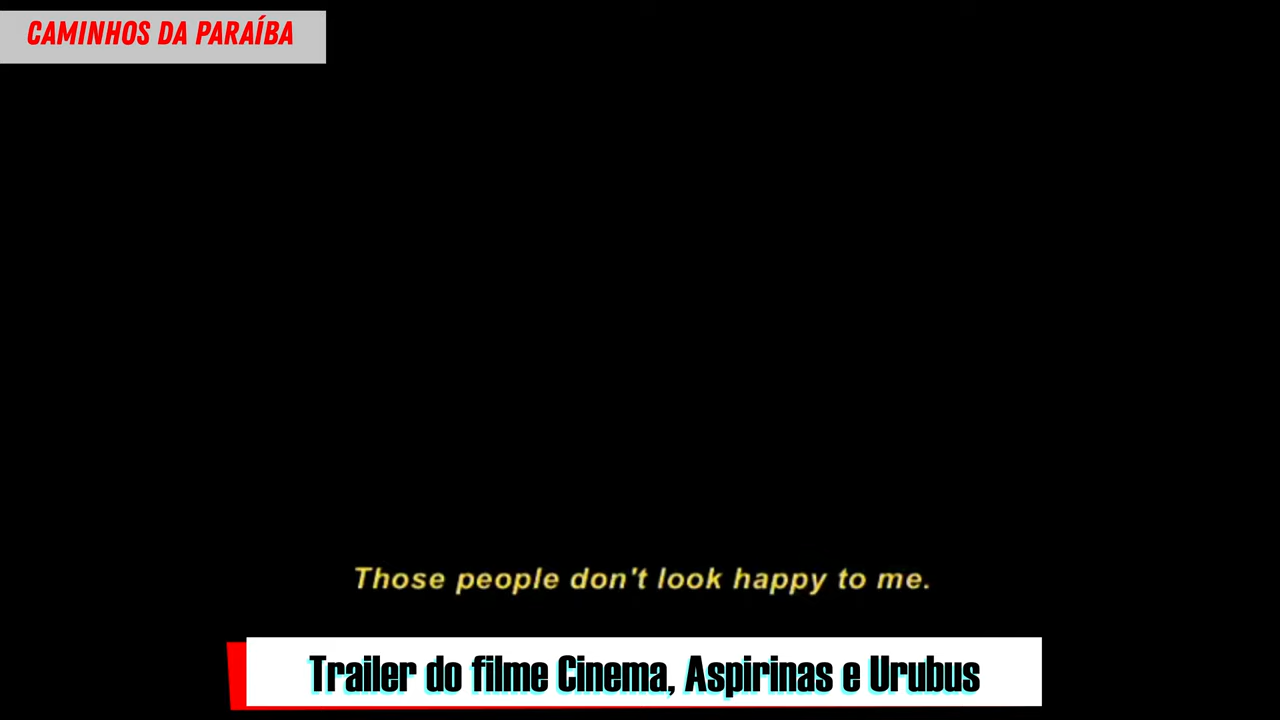 CAMINHOS DA PARAÍBA
Those people don't look happy to me.
Trailer do filme Cinema, Aspirinas e Urubus